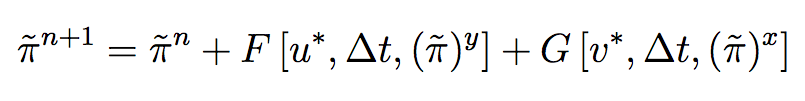 π̃ⁿ⁺¹ = π̃ⁿ + F [u*, Δt, (π̃)ʸ] + G [v*, Δt, (π̃)ˣ]